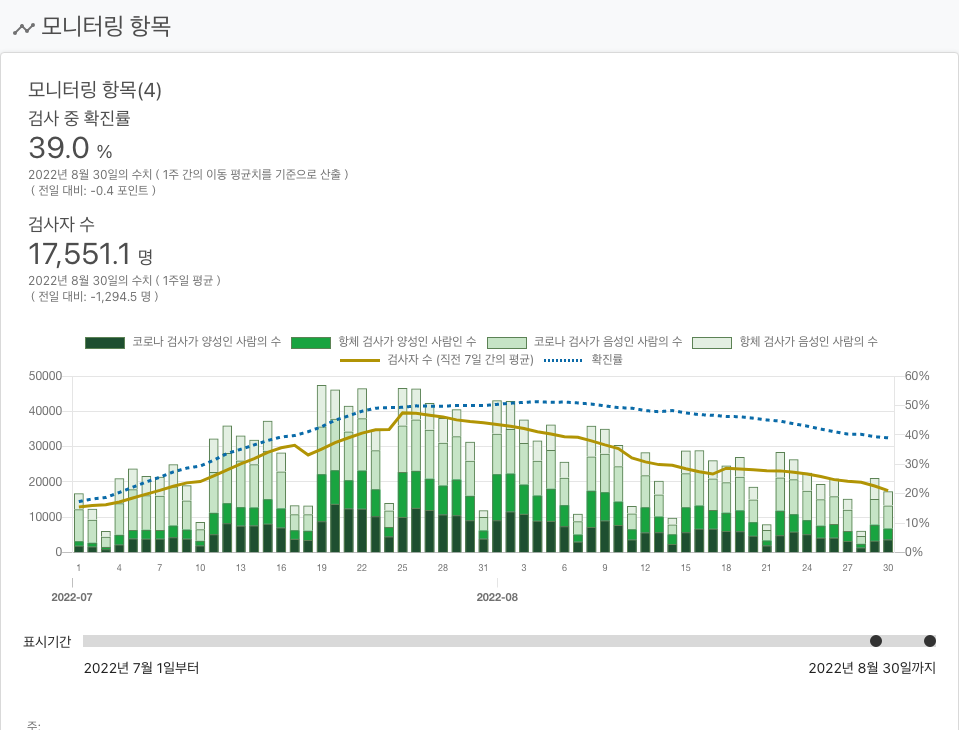 모니터링 항목
모니터링 항목(4)
검사 중 확진률
39.0 %
2022년 8월 30일의 수치 ( 1주 간의 이동 평균치를 기준으로 산출 )
( 전일 대비: -0.4 포인트 )
검사자 수
17,551.1 명
2022년 8월 30일의 수치 ( 1주일 평균 )
( 전일 대비: -1,294.5 명 )
코로나 검사가 양성인 사람의 수 항체 검사가 양성인 사람인 수 코로나 검사가 음성인 사람의 수 항체 검사가 음성인 사람의 수
검사자 수 (직전 7일 간의 평균) 확진률
50000 60%
40000 50%
30000 40%
20000 30%
10000 20%
0 10%
0%
1 4 7 10 13 16 19 22 25 28 31 3 6 9 12 15 18 21 24 27 30
2022-07 2022-08
표시기간
2022년 7월 1일부터 2022년 8월 30일까지
주: